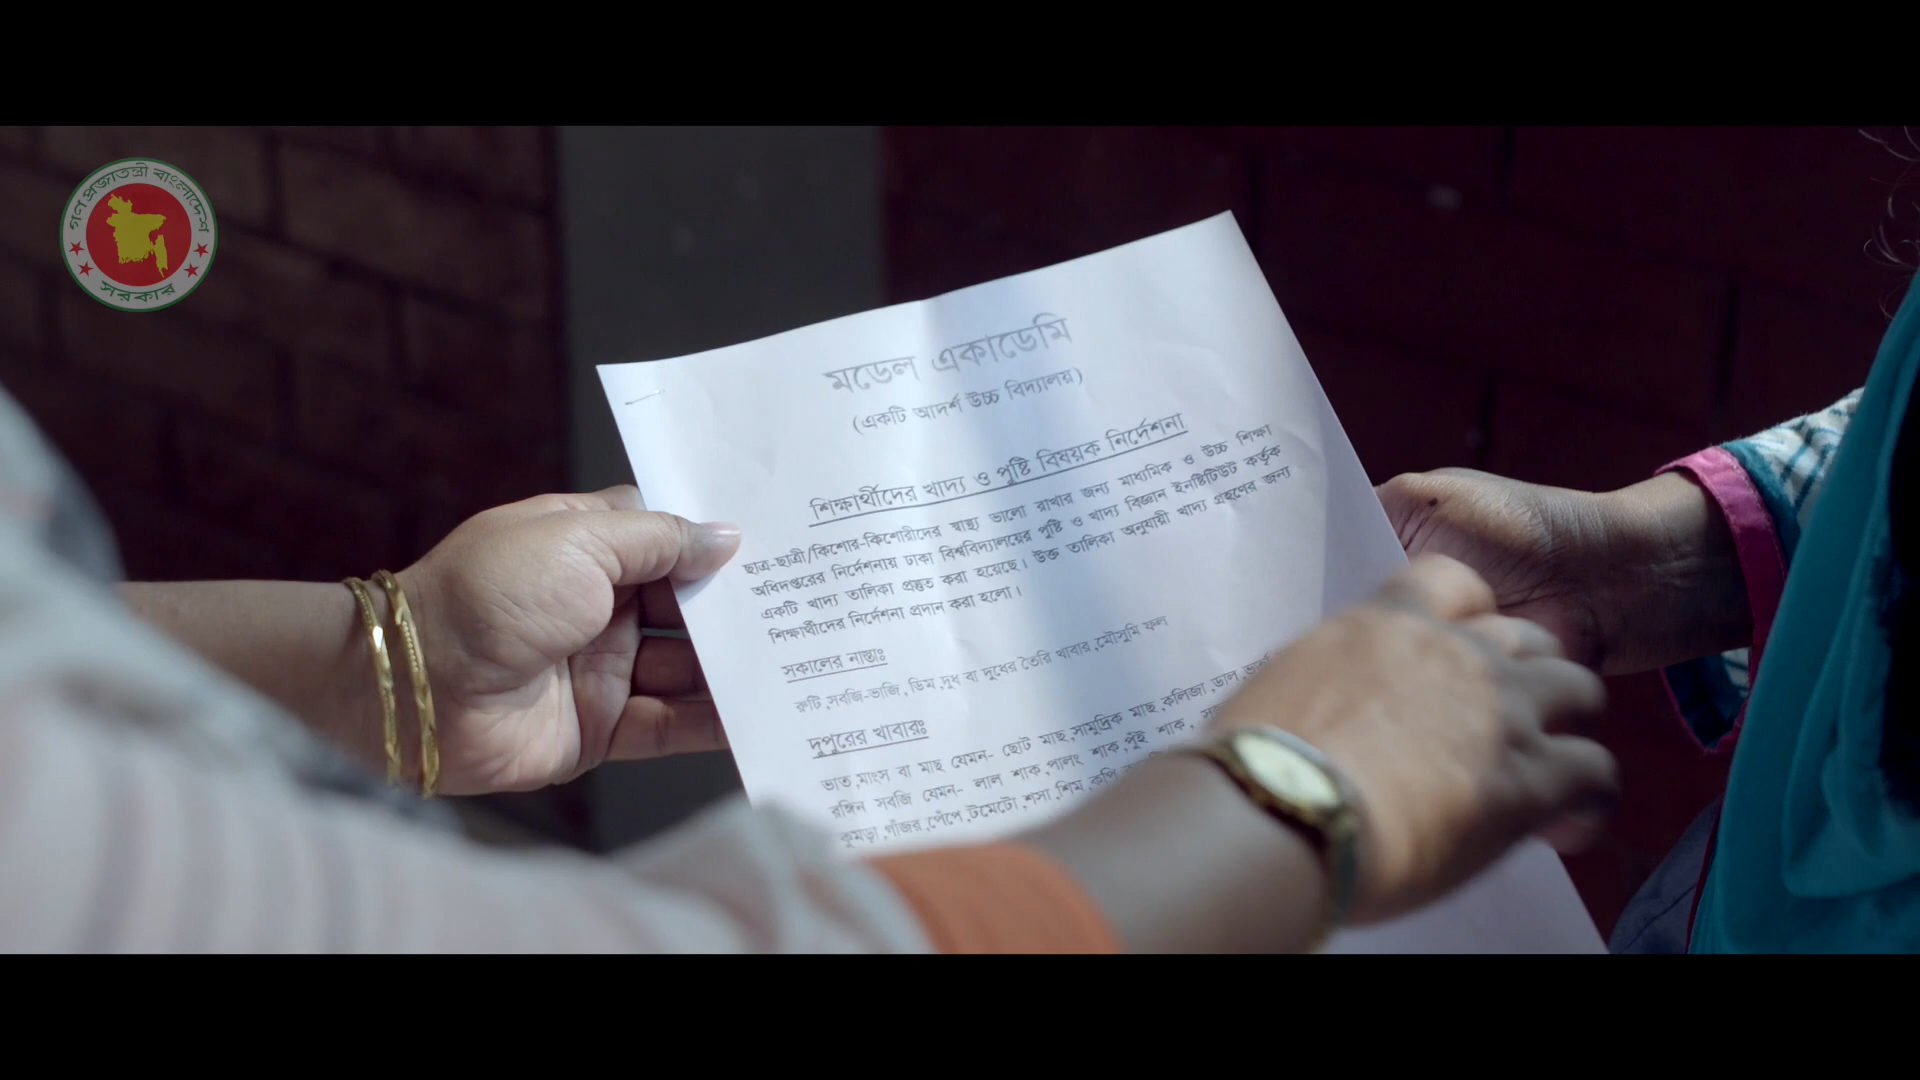 গণপ্রজাতন্ত্রী বাংলাদেশ
সরকার
মডেল একাডেমি
(একটি আদর্শ উচ্চ বিদ্যালয়)
শিক্ষার্থীদের খাদ্য ও পুষ্টি বিষয়ক নির্দেশনা
ছাত্র-ছাত্রী/কিশোর-কিশোরীদের স্বাস্থ্য ভালো রাখার জন্য মাধ্যমিক ও উচ্চ শিক্ষা
অধিদপ্তরের নির্দেশনায় ঢাকা বিশ্ববিদ্যালয়ের পুষ্টি ও খাদ্য বিজ্ঞান ইনষ্টিটিউট কর্তৃক
একটি খাদ্য তালিকা প্রস্তুত করা হয়েছে। উক্ত তালিকা অনুযায়ী খাদ্য গ্রহণের জন্য
শিক্ষার্থীদের নির্দেশনা প্রদান করা হলো।
সকালের নাস্তাঃ
রুটি ,সবজি-ভাজি , ডিম ,দুধ বা দুধের তৈরি খাবার ,মৌসুমি ফল
দুপুরের খাবারঃ
ভাত ,মাংস বা মাছ যেমন- ছোট মাছ ,সামুদ্রিক মাছ ,কলিজা ,ডাল
রঙ্গিন সবজি যেমন- লাল শাক ,পালং শাক ,পুঁই শাক ,
কুমড়া ,গাঁজর ,পেঁপে ,টমেটো ,শসা ,শিম ,কপি